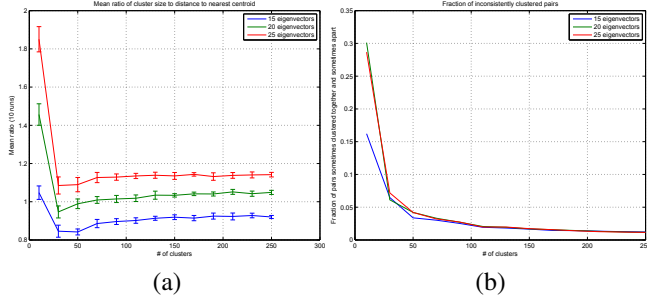 Mean ratio of cluster size to distance to nearest centroid
2
1.8
1.6
1.4
1.2
1
0.8
Mean ratio (10 runs)
15 eigenvectors
20 eigenvectors
25 eigenvectors
0 50 100 150 200 250 300
# of clusters
(a)
Fraction of inconsistently clustered pairs
0.35
0.3
0.25
0.2
0.15
0.1
0.05
0
Fraction of pairs sometimes clustered together and sometimes apart
15 eigenvectors
20 eigenvectors
25 eigenvectors
0 50 100 150 200 250
# of clusters
(b)